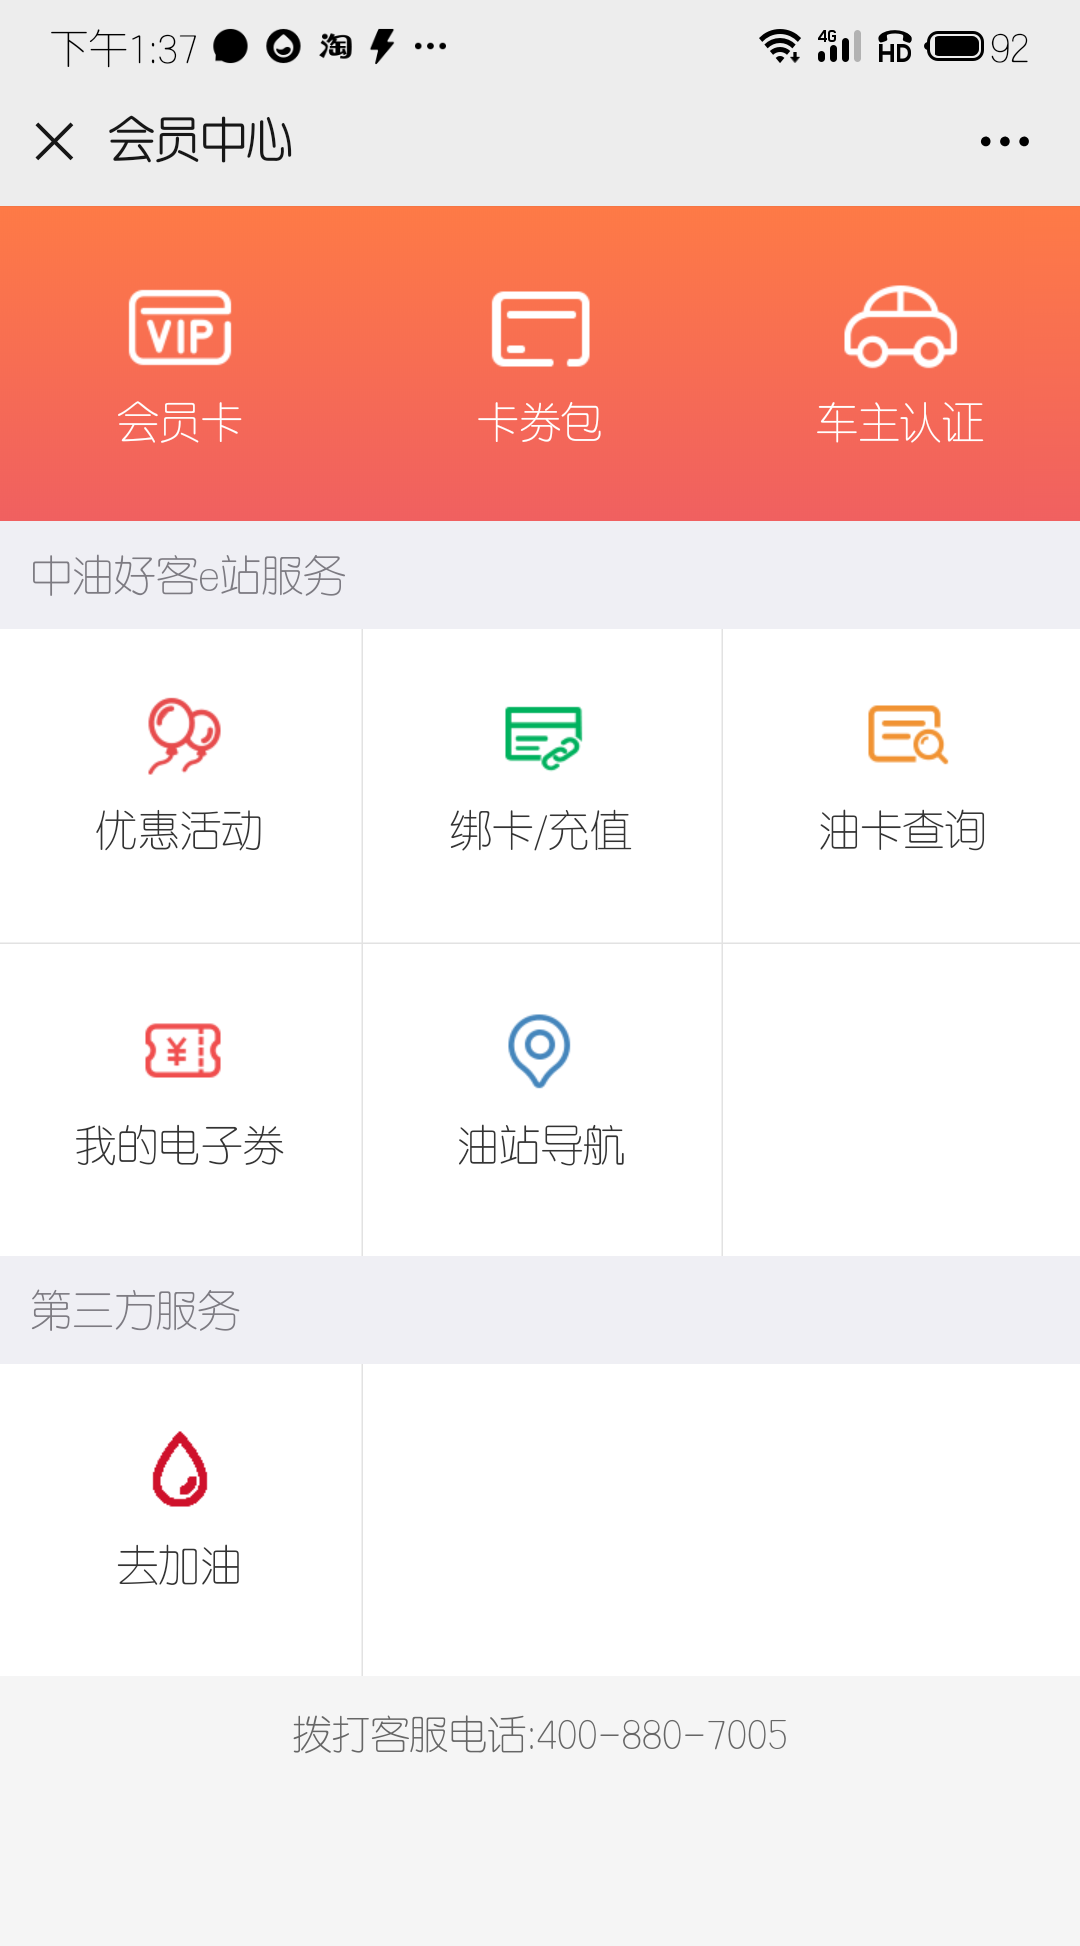 下午1:37 淘 4G HD 92
会员中心
VIP
会员卡 卡券包 车主认证
中油好客e站服务
优惠活动 绑卡/充值 油卡查询
¥
我的电子券 油站导航
第三方服务
去加油
拨打客服电话:400-880-7005